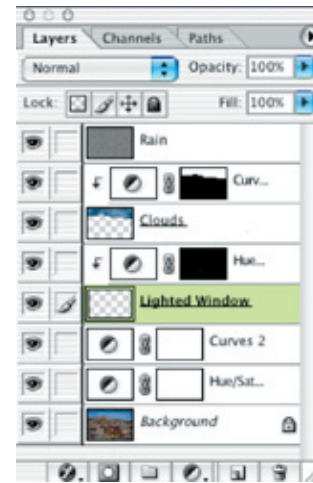 Layers Channels Paths
Normal Opacity: 100%
Lock: Fill: 100%
Rain
Curv...
Clouds
Hue...
Lighted Window
Curves 2
Hue/Sat...
Background